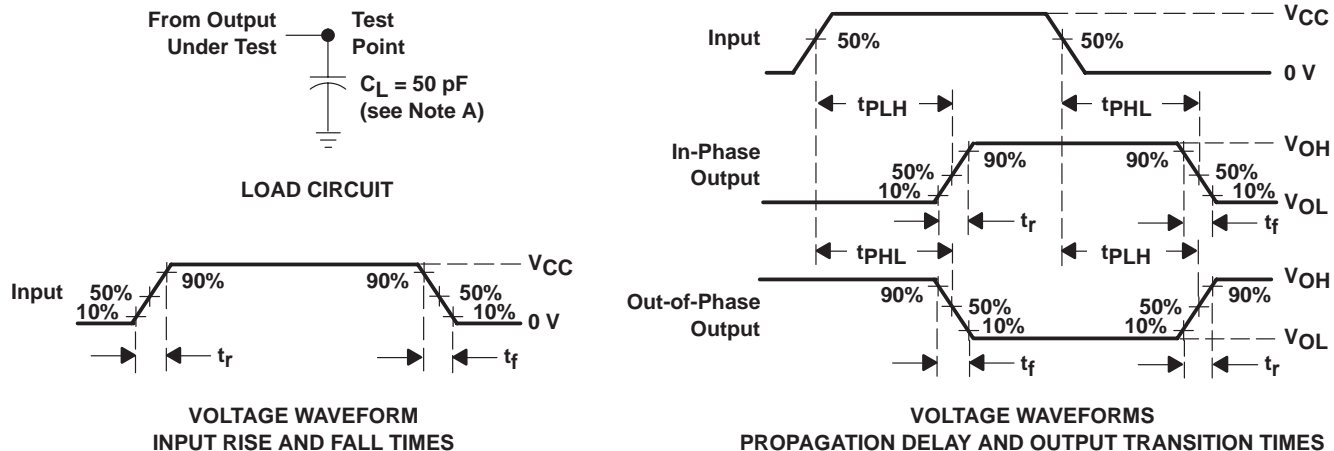 From Output
Under Test
Test
Point
CL = 50 pF
(see Note A)
LOAD CIRCUIT
Input
50%
10%
90%
90%
50%
10%
VCC
0 V
tr
tf
VOLTAGE WAVEFORM
INPUT RISE AND FALL TIMES
Input
50%
50%
VCC
0 V
tPLH
tPHL
In-Phase
Output
50%
10%
90%
90%
50%
10%
VOH
VOL
tr
tf
tPHL
tPLH
Out-of-Phase
Output
90%
50%
10%
50%
10%
90%
VOH
VOL
tf
tr
VOLTAGE WAVEFORMS
PROPAGATION DELAY AND OUTPUT TRANSITION TIMES